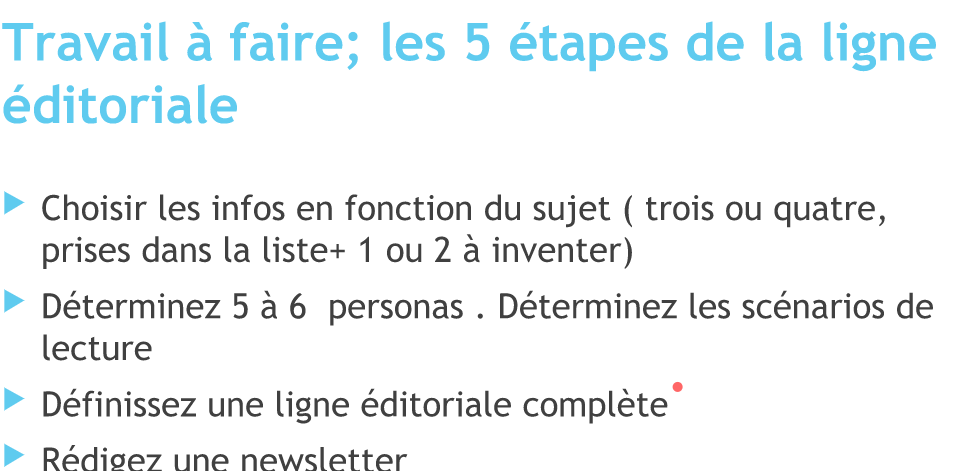 Travail à faire; les 5 étapes de la ligne
éditoriale
Choisir les infos en fonction du sujet ( trois ou quatre,
prises dans la liste+ 1 ou 2 à inventer)
Déterminez 5 à 6  personas . Déterminez les scénarios de
lecture
Définissez une ligne éditoriale complète
Rédigez une newsletter